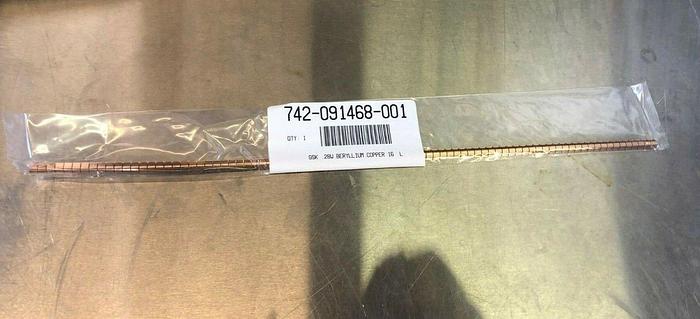 742-091468-001
QTY: 1
GSK .28W BERYLLIUM COPPER 16 L